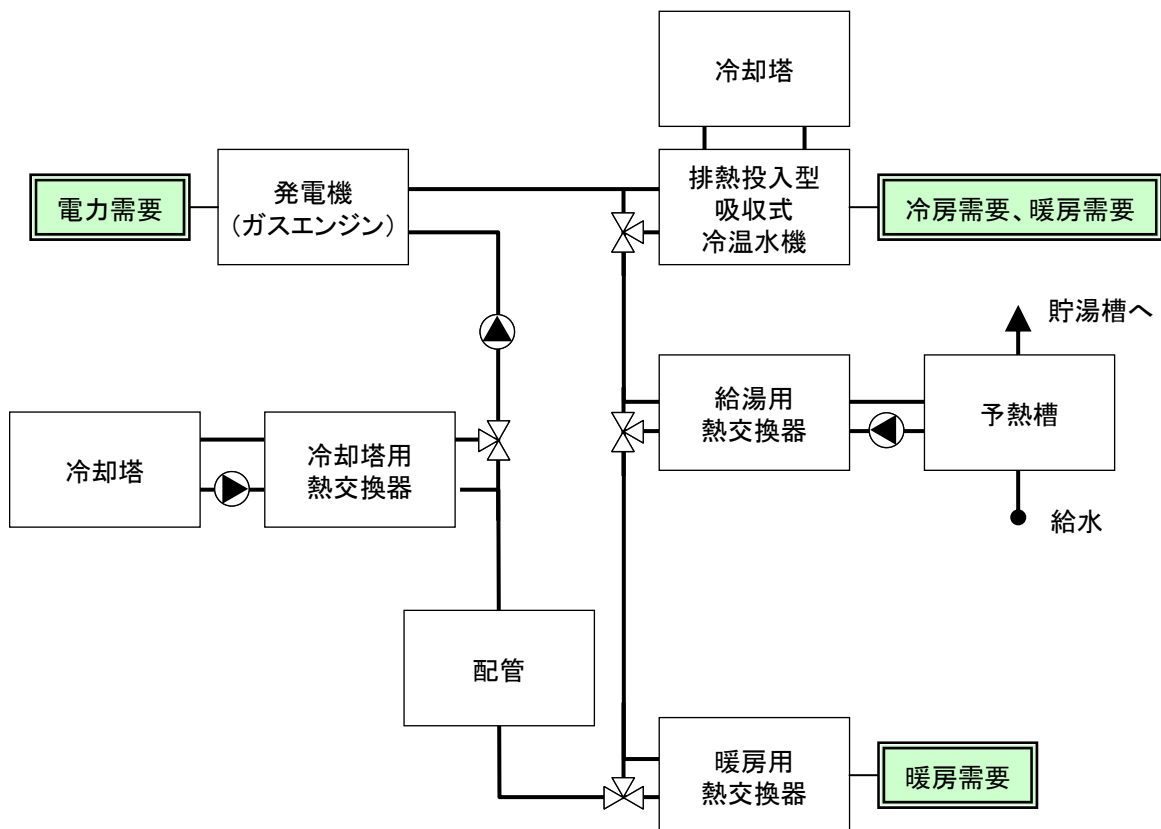 冷却塔
電力需要
発電機
(ガスエンジン)
排熱投入型
吸収式
冷温水機
冷房需要、暖房需要
貯湯槽へ
冷却塔
冷却塔用
熱交換器
給湯用
熱交換器
予熱槽
給水
配管
暖房用
熱交換器
暖房需要